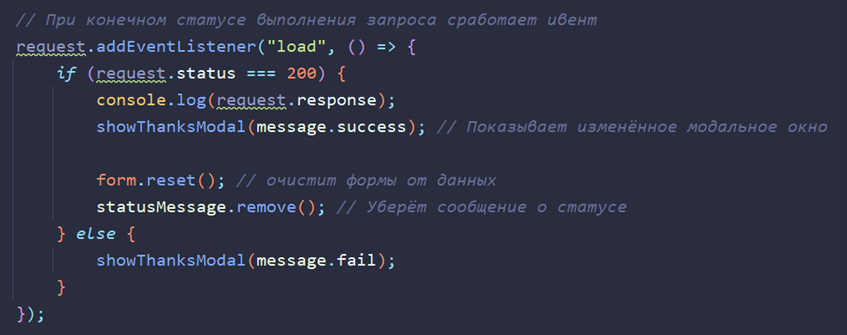 // При конечном статусе выполнения запроса сработает ивент
request.addEventListener("load", () => {
if (request.status === 200) {
console.log(request.response);
showThanksModal(message.success); // Показывает изменённое модальное окно
form.reset(); // очистит формы от данных
statusMessage.remove(); // Уберёт сообщение о статусе
} else {
showThanksModal(message.fail);
}
});